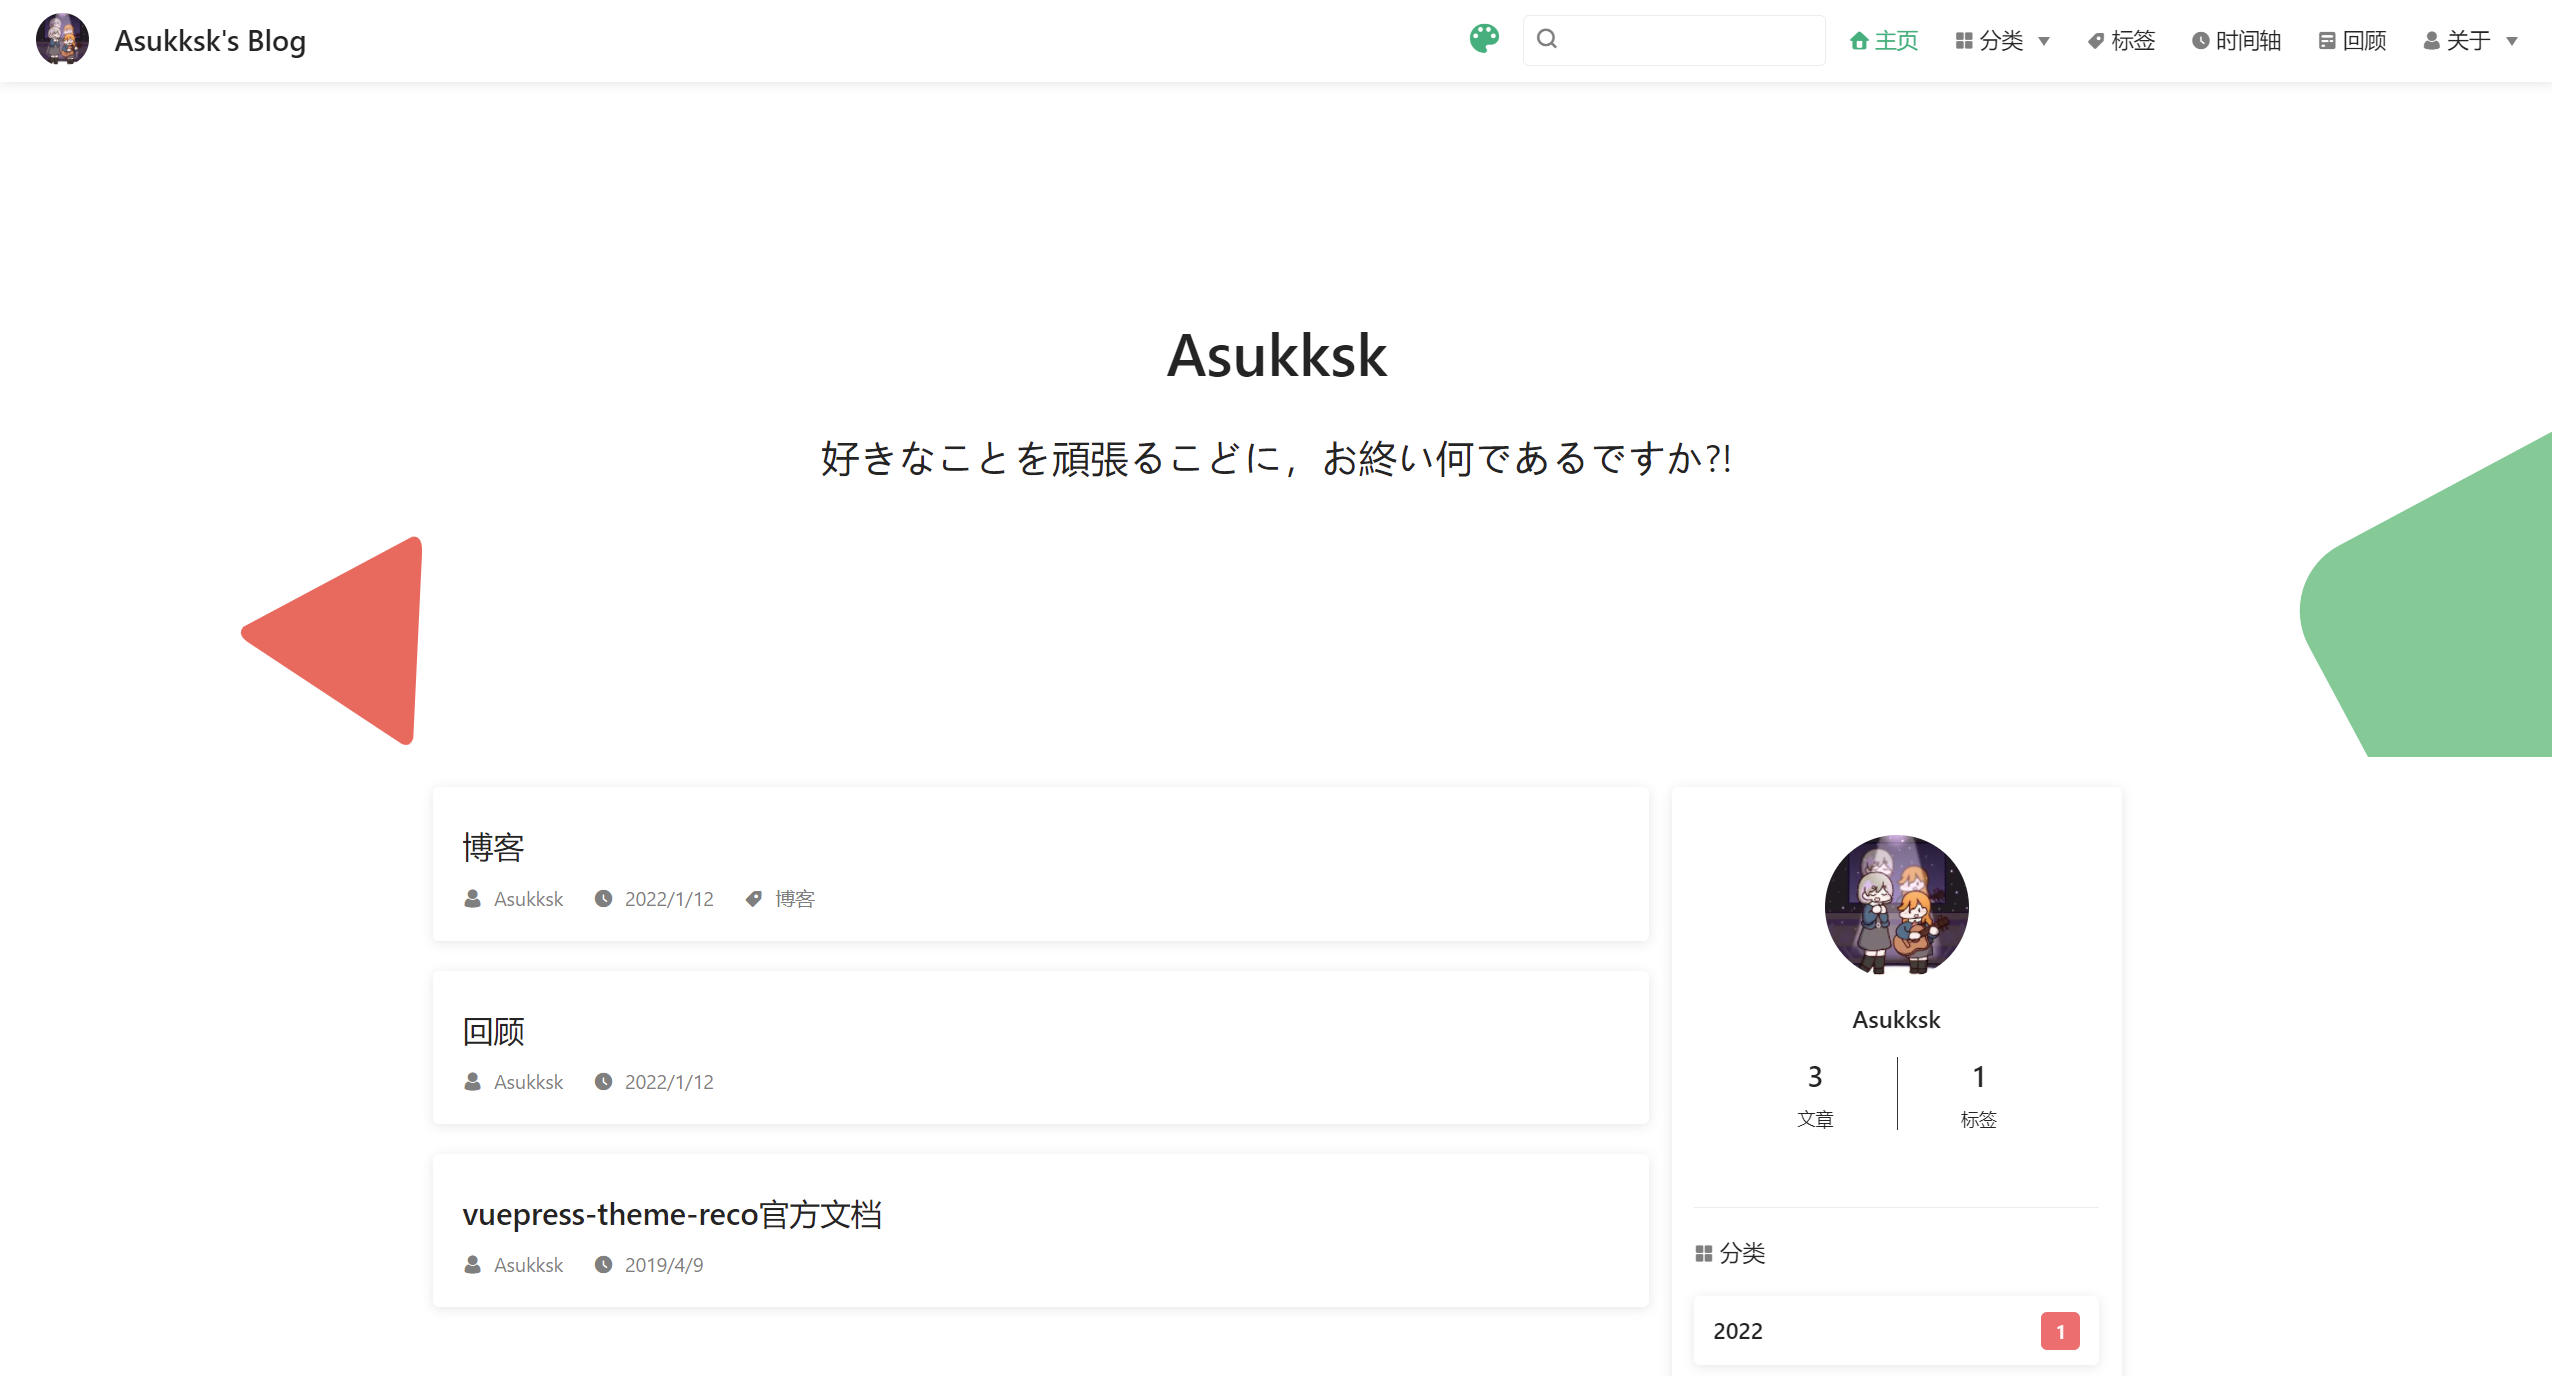 Asukksk's Blog
主页 分类 标签 时间轴 回顾 关于
Asukksk
好きなことを頑張るこどに，お終い何であるですか?!
博客
Asukksk 2022/1/12 博客
回顾
Asukksk 2022/1/12
vuepress-theme-reco官方文档
Asukksk 2019/4/9
Asukksk
3 1
文章 标签
分类
2022 1